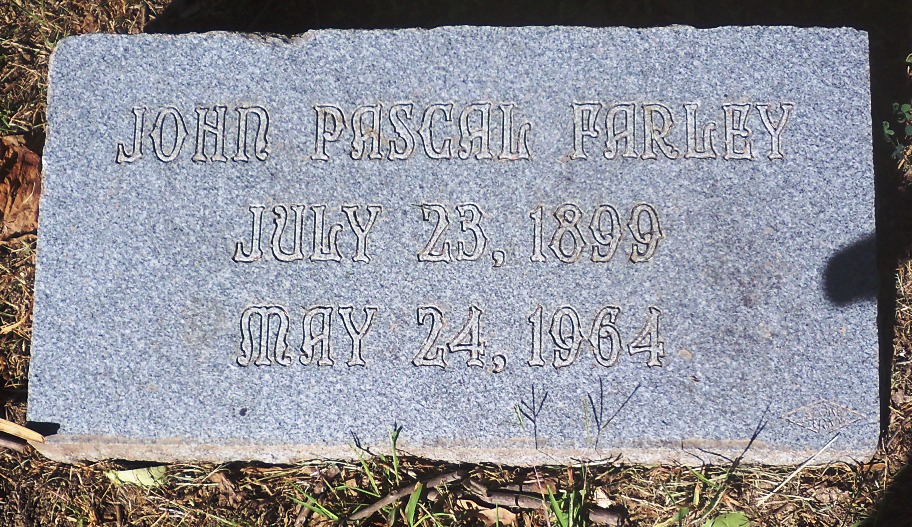 JOHN PASCAL FARLEY
JULY 23, 1899
MAY 24, 1964